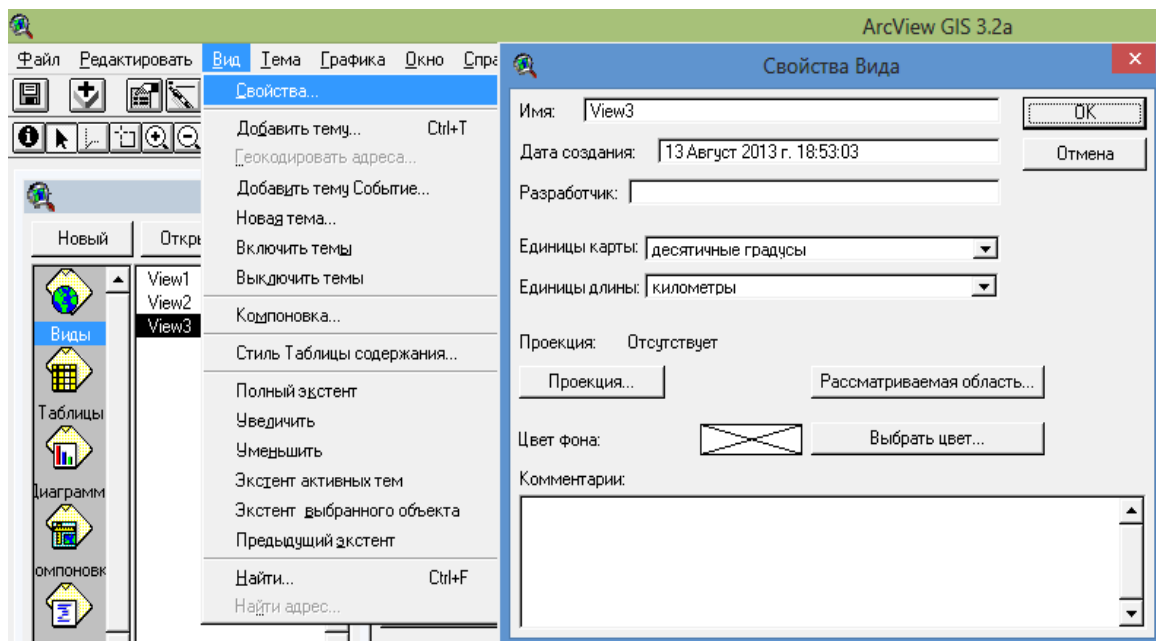 ArcView GIS 3.2a
Файл Редактировать Вид Тема Графика Окно Спра
Свойства...
Добавить тему... Ctrl+T
Геокодировать адреса...
Добавить тему Событие...
Новая тема...
Включить темы
Выключить темы
Компоновка...
Стиль Таблицы содержания...
Полный экстент
Увеличить
Уменьшить
Экстент активных тем
Экстент выбранного объекта
Предыдущий экстент
Найти... Ctrl+F
Найти адрес...
Новый Откры
View1
View2
View3
Виды
Таблицы
Диаграмм
омпоновк
Свойства Вида
Имя: View3
OK
Дата создания: 13 Август 2013 г. 18:53:03
Отмена
Разработчик:
Единицы карты: десятичные градусы
Единицы длины: километры
Проекция: Отсутствует
Проекция... Рассматриваемая область...
Цвет фона: Выбрать цвет...
Комментарии: